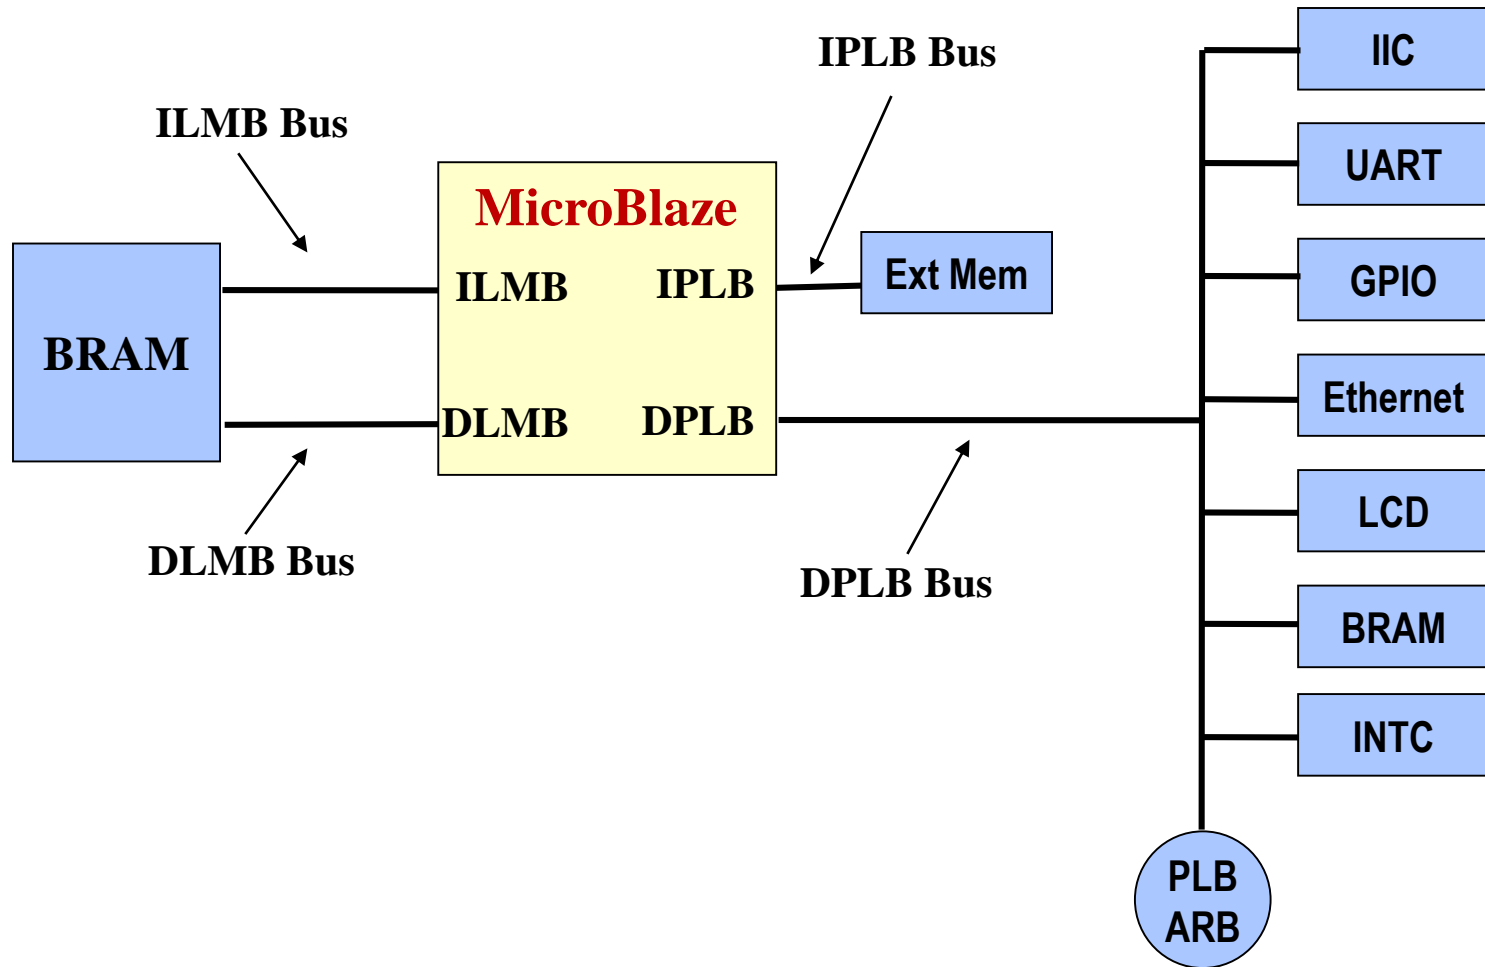 IPLB Bus
IIC
ILMB Bus
UART
MicroBlaze
ILMB
IPLB
Ext Mem
GPIO
BRAM
DLMB
DPLB
Ethernet
LCD
DLMB Bus
DPLB Bus
BRAM
INTC
PLB
ARB